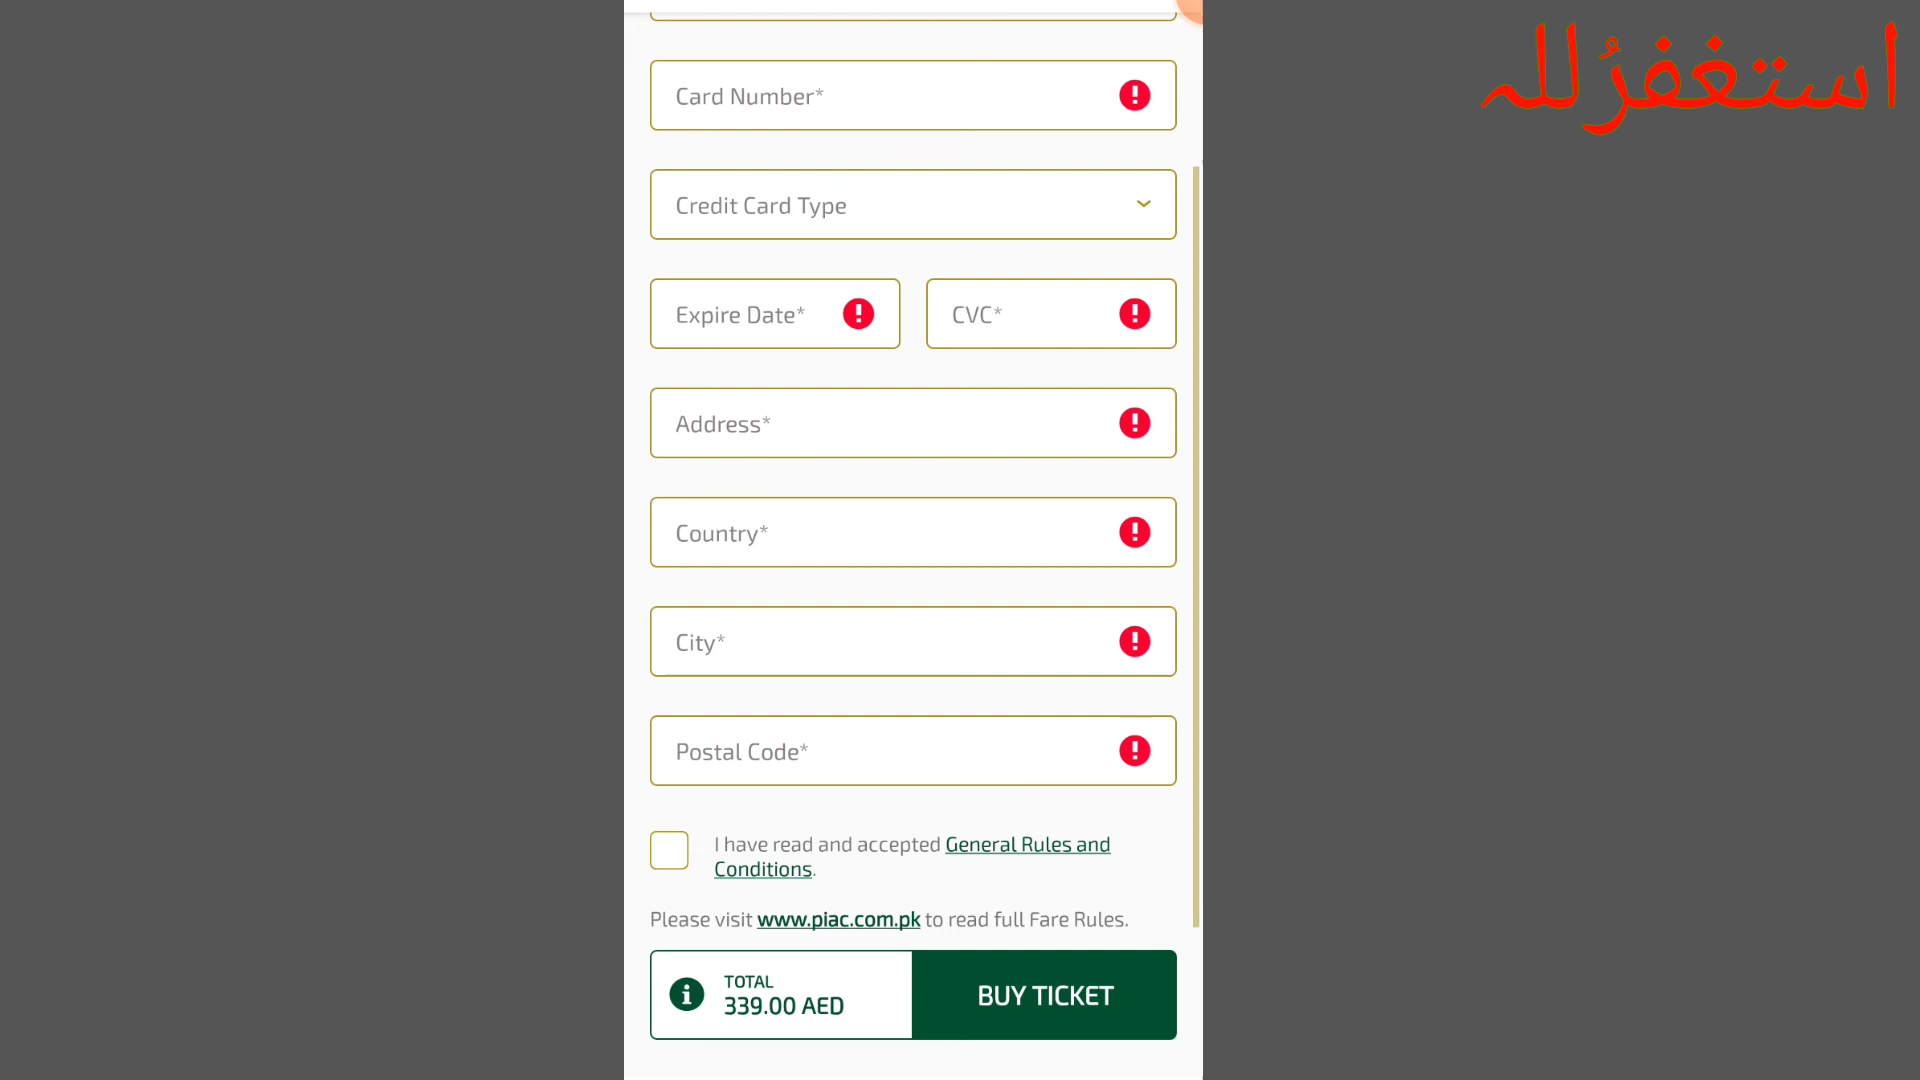 استغفرُللہ
Card Number*
Credit Card Type
Expire Date*
CVC*
Address*
Country*
City*
Postal Code*
I have read and accepted General Rules and
Conditions.
Please visit www.piac.com.pk to read full Fare Rules.
TOTAL
339.00 AED
BUY TICKET